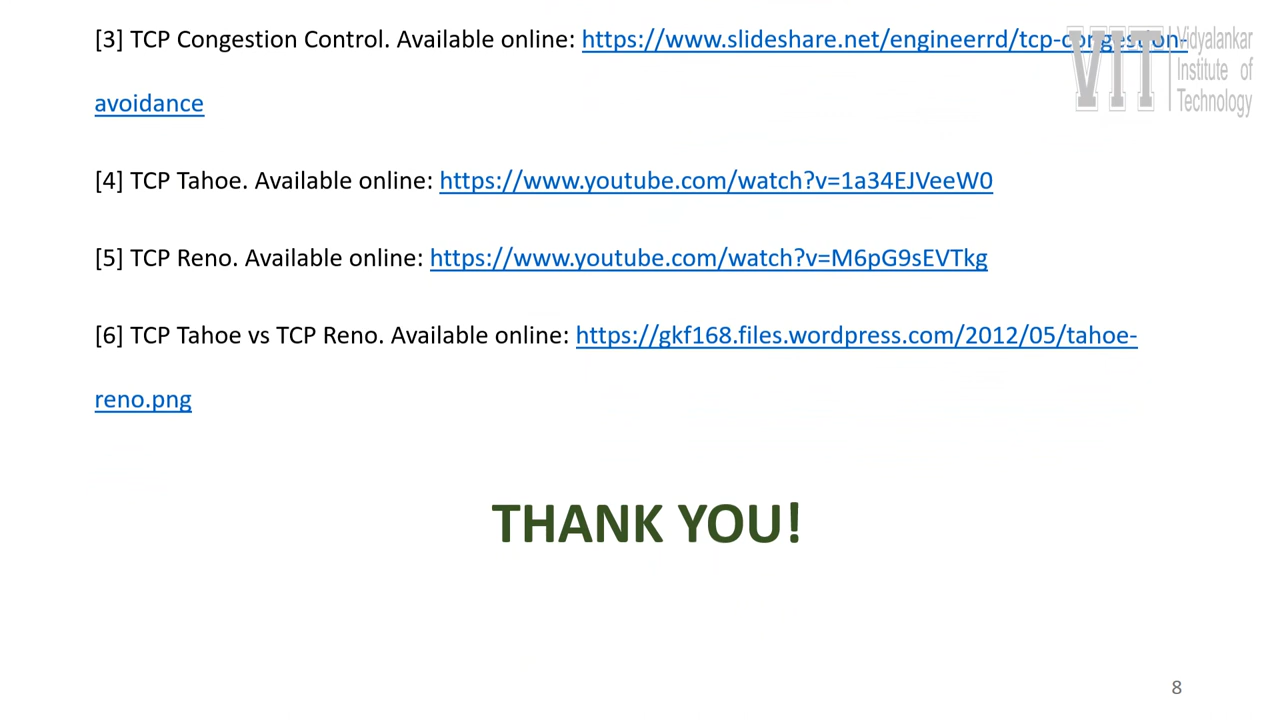 [3] TCP Congestion Control. Available online: https://www.slideshare.net/engineerrd/tcp-congestion-
avoidance
VIT
Vidyalankar
Institute of
Technology
[4] TCP Tahoe. Available online: https://www.youtube.com/watch?v=1a34EJVeeW0
[5] TCP Reno. Available online: https://www.youtube.com/watch?v=M6pG9sEVTkg
[6] TCP Tahoe vs TCP Reno. Available online: https://gkf168.files.wordpress.com/2012/05/tahoe-
reno.png
THANK YOU!
8